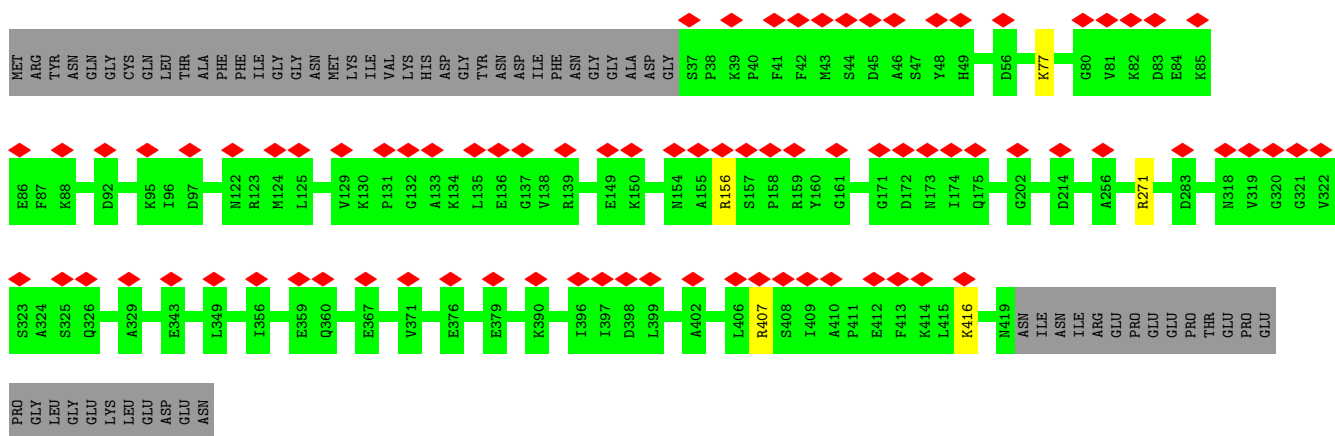 MET ARG TYR ASN GLN GLY CYS GLN LEU THR ALA PHE PHE ILE GLY GLY ASN MET LYS ILE VAL LYS HIS ASP GLY TYR ASN ASP ILE PHE ASN GLY GLY ALA ASP GLY S37 P38 K39 P40 F41 F42 M43 S44 D45 A46 S47 Y48 H49 D56 K77 G80 V81 K82 D83 E84 K85
E86 F87 K88 D92 K95 I96 D97 N122 R123 M124 L125 V129 K130 P131 G132 A133 K134 L135 E136 G137 V138 R139 E149 K150 N154 A155 R156 S157 P158 R159 Y160 G161 G171 D172 N173 I174 Q175 G202 D214 A256 R271 D283 N318 V319 G320 G321 V322
S323 A324 S325 Q326 A329 E343 L349 I356 E359 Q360 E367 V371 E376 E379 K390 I396 I397 D398 L399 A402 L406 R407 S408 I409 A410 P411 E412 F413 K414 L415 K416 N419 ASN ILE ASN ILE ARG GLU PRO GLU GLU PRO THR GLU PRO GLU
PRO GLY LEU GLY GLU LYS LEU GLU ASP GLU ASN